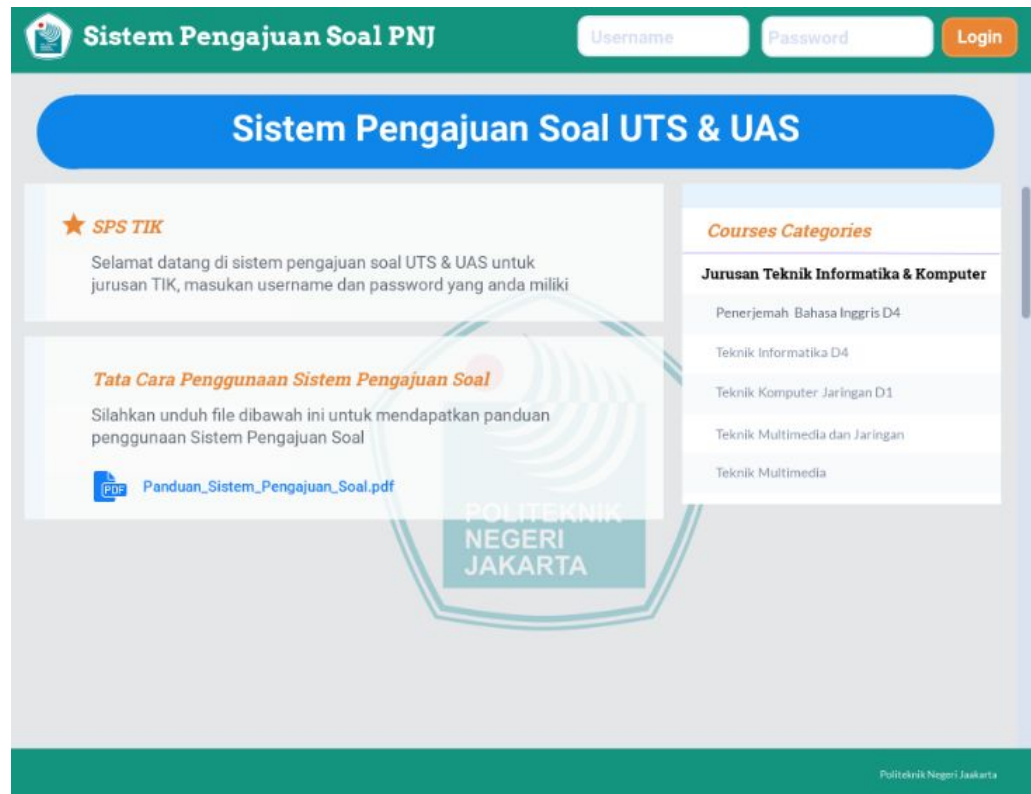 Sistem Pengajuan Soal PNJ
Username
Password
Login
Sistem Pengajuan Soal UTS & UAS
SPS TIK
Selamat datang di sistem pengajuan soal UTS & UAS untuk
jurusan TIK, masukan username dan password yang anda miliki
Tata Cara Penggunaan Sistem Pengajuan Soal
Silahkan unduh file dibawah ini untuk mendapatkan panduan
penggunaan Sistem Pengajuan Soal
PDF
Panduan_Sistem_Pengajuan_Soal.pdf
Courses Categories
Jurusan Teknik Informatika & Komputer
Penerjemah Bahasa Inggris D4
Teknik Informatika D4
Teknik Komputer Jaringan D1
Teknik Multimedia dan Jaringan
Teknik Multimedia
POLITEKNIK
NEGERI
JAKARTA
Politeknik Negeri Jaakarta